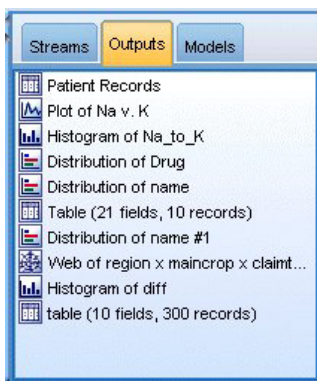 Streams Outputs Models
Patient Records
Plot of Na v. K
Histogram of Na_to_K
Distribution of Drug
Distribution of name
Table (21 fields, 10 records)
Distribution of name #1
Web of region x maincrop x claimt...
Histogram of diff
table (10 fields, 300 records)